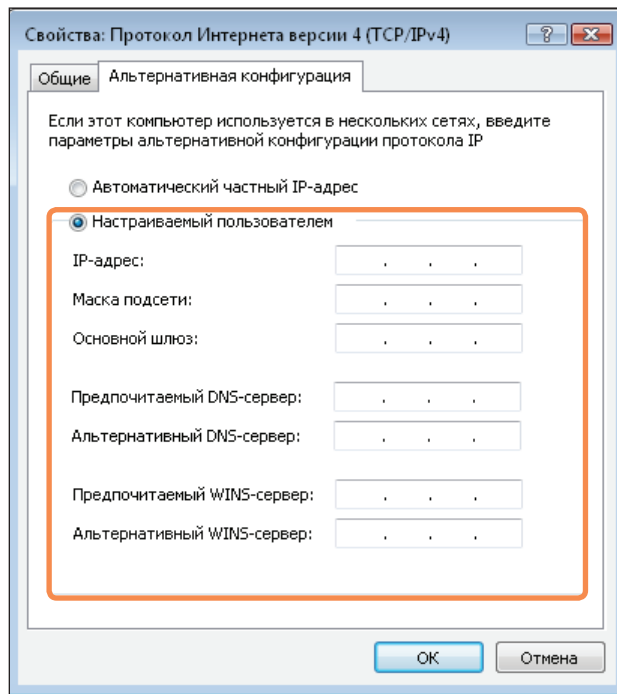 Свойства: Протокол Интернета версии 4 (TCP/IPv4)
Общие
Альтернативная конфигурация
Если этот компьютер используется в нескольких сетях, введите
параметры альтернативной конфигурации протокола IP
Автоматический частный IP-адрес
Настраиваемый пользователем
IP-адрес:
Маска подсети:
Основной шлюз:
Предпочитаемый DNS-сервер:
Альтернативный DNS-сервер:
Предпочитаемый WINS-сервер:
Альтернативный WINS-сервер:
OK
Отмена